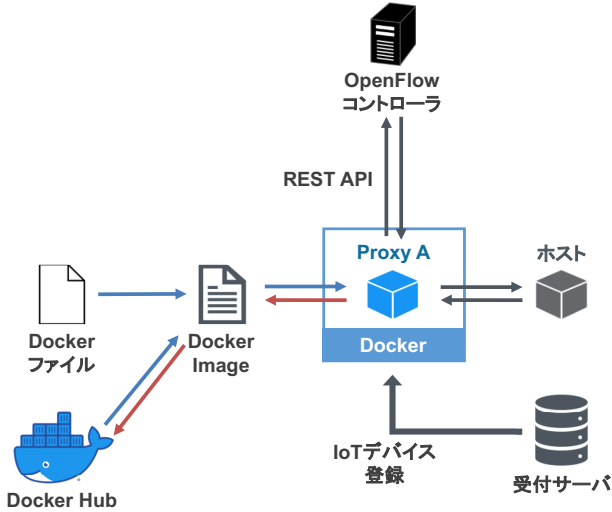 OpenFlow
コントローラ
REST API
Proxy A
ホスト
Docker
ファイル
Docker
Image
Docker
IoTデバイス
登録
受付サーバ
Docker Hub